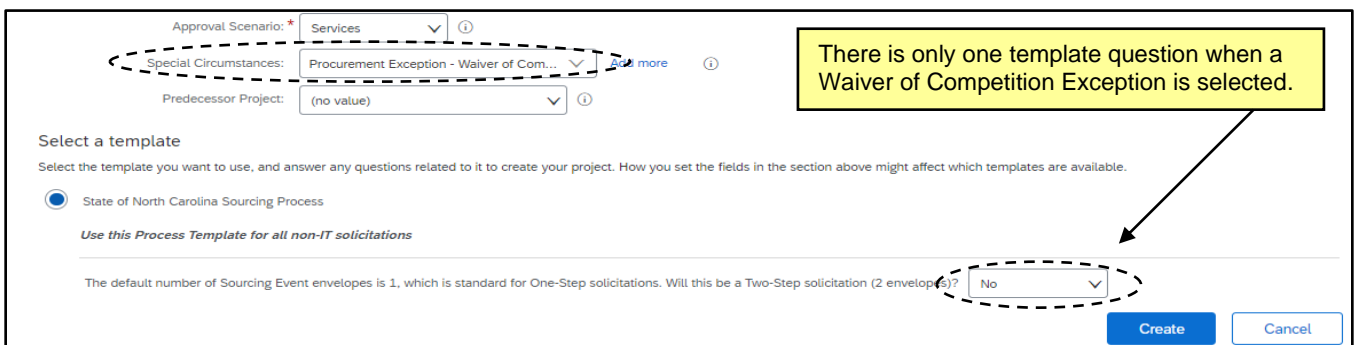 Approval Scenario: * Services
Special Circumstances: Procurement Exception - Waiver of Com... Add more
Predecessor Project: (no value)
There is only one template question when a
Waiver of Competition Exception is selected.
Select a template
Select the template you want to use, and answer any questions related to it to create your project. How you set the fields in the section above might affect which templates are available.
State of North Carolina Sourcing Process
Use this Process Template for all non-IT solicitations
The default number of Sourcing Event envelopes is 1, which is standard for One-Step solicitations. Will this be a Two-Step solicitation (2 envelopes)? No
Create Cancel